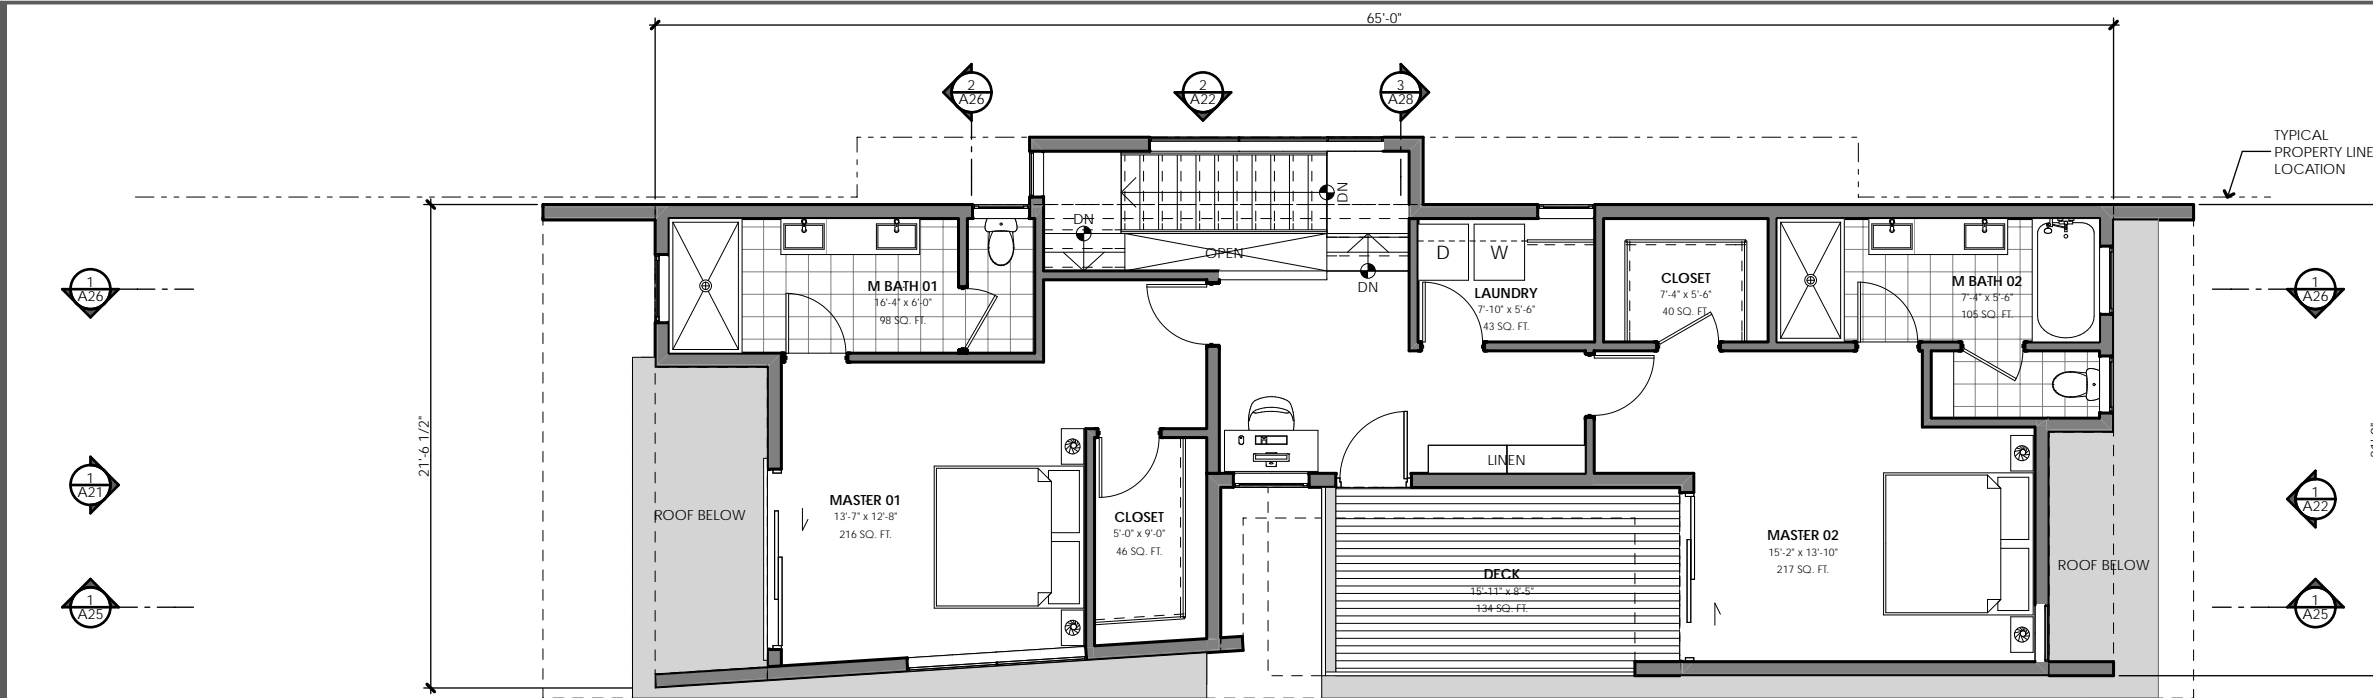 65'-0"
2
A26
2
A22
3
A28
TYPICAL
PROPERTY LINE
LOCATION
DN
DN
OPEN
DN
D
W
LAUNDRY
7'-10" x 5'-6"
43 SQ. FT.
CLOSET
7'-4" x 5'-6"
40 SQ. FT.
M BATH 02
7'-4" x 5'-6"
105 SQ. FT.
M BATH 01
16'-4" x 6'-0"
98 SQ. FT.
1
A26
1
A26
21'-6 1/2"
1
A21
1
A22
LINEN
MASTER 01
13'-7" x 12'-8"
216 SQ. FT.
ROOF BELOW
CLOSET
5'-0" x 9'-0"
46 SQ. FT.
MASTER 02
15'-2" x 13'-10"
217 SQ. FT.
ROOF BELOW
DECK
15'-11" x 8'-5"
134 SQ. FT.
1
A25
1
A25